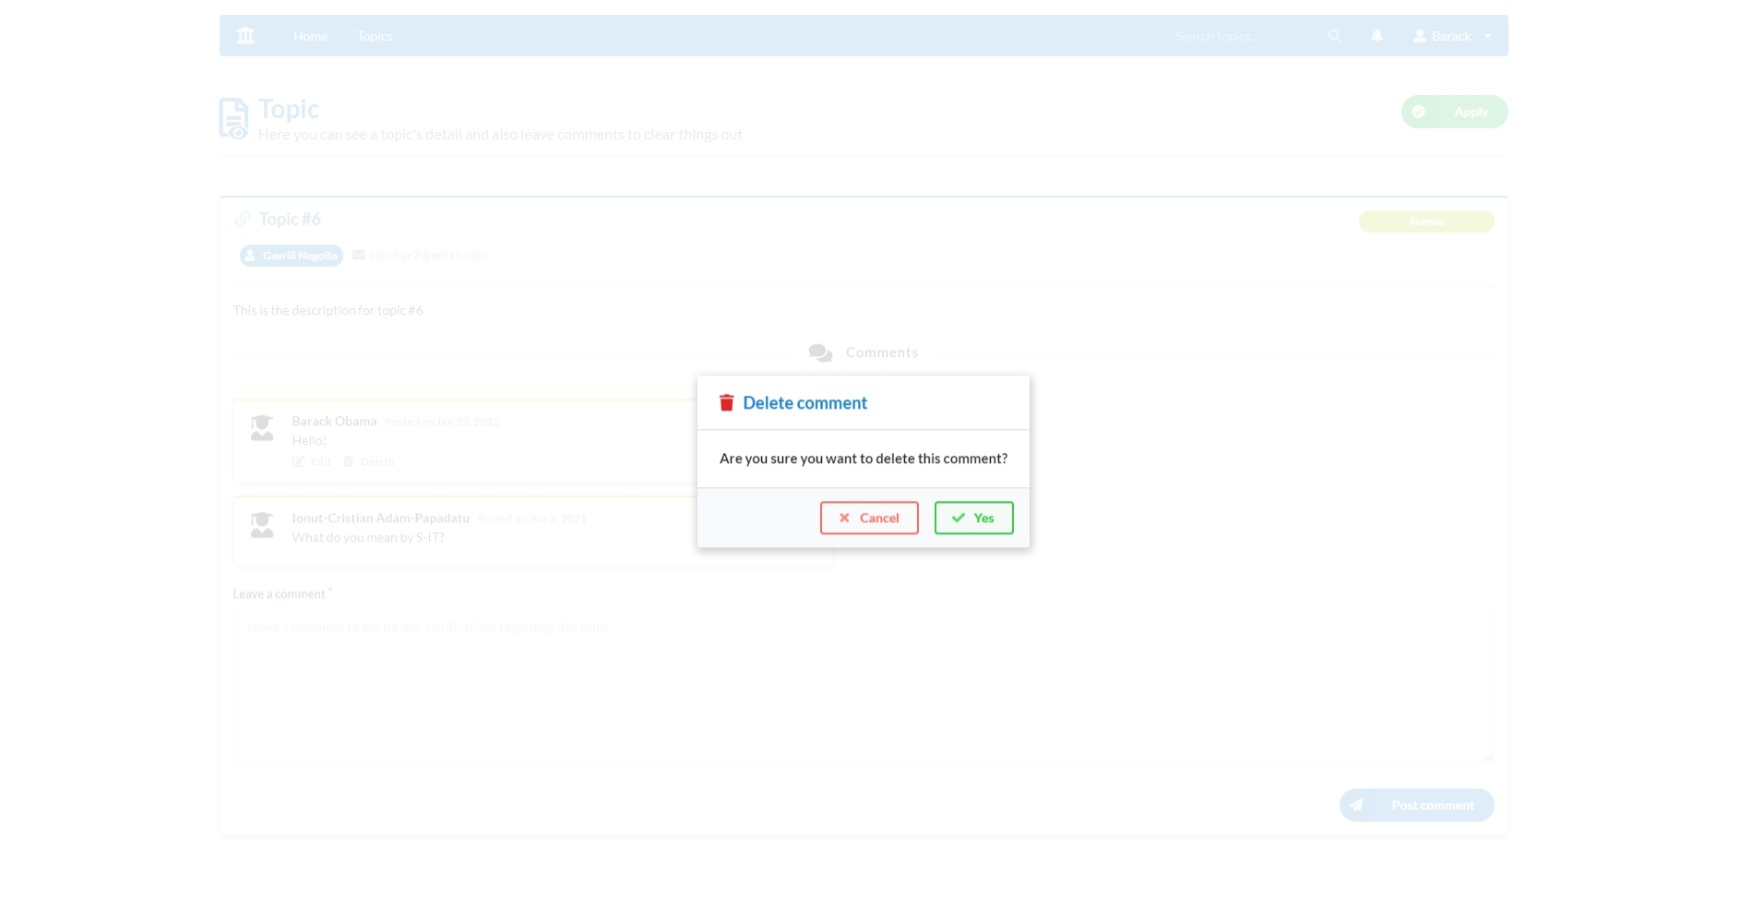 Home Topics Search topics... Barack
Topic
Here you can see a topic's detail and also leave comments to clear things out
Apply
Topic #6
license
Gavriil Negoita teacher2@email.com
This is the description for topic #6
Comments
Delete comment
Are you sure you want to delete this comment?
Cancel Yes
Barack Obama Posted on Jan 23, 2022
Hello!
Edit Delete
Ionut-Cristian Adam-Papadatu Posted on Jun 3, 2021
What do you mean by S-IT?
Leave a comment *
Leave a comment to ask for any clarifications regarding this topic
Post comment